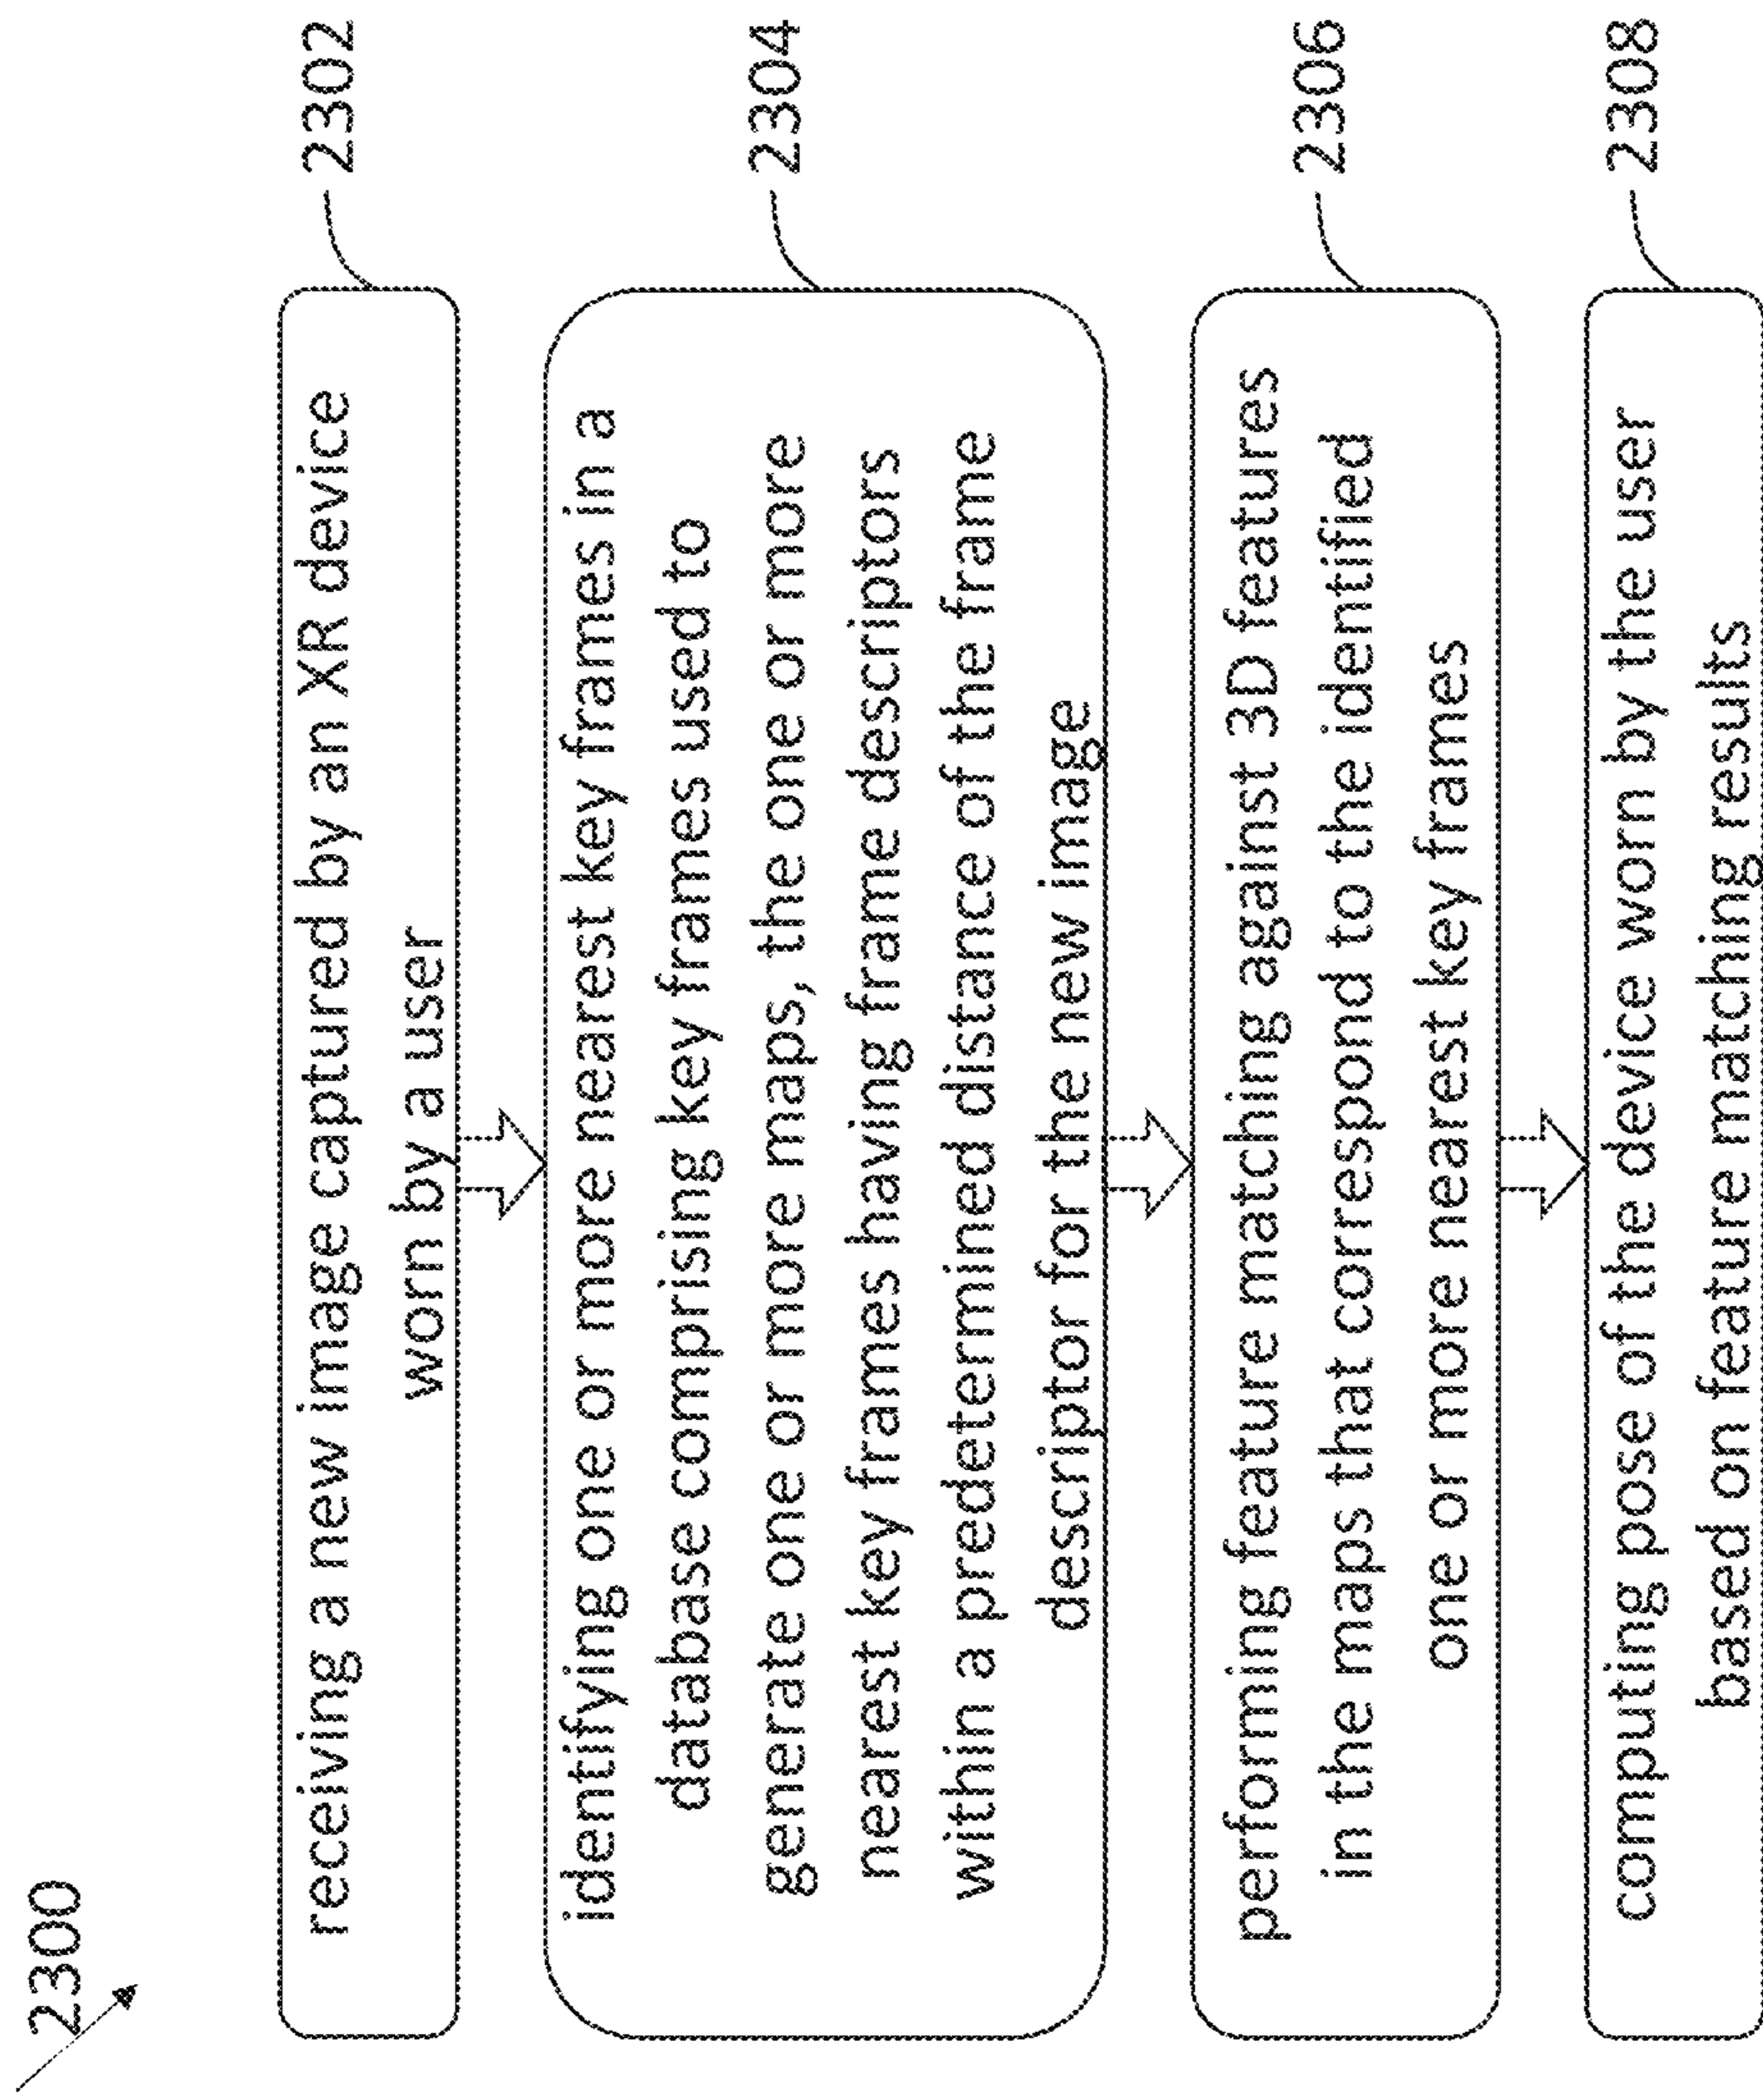 2300
receiving a new image captured by an XR device
worn by a user
2302
identifying one or more nearest key frames in a
database comprising key frames used to
generate one or more maps, the one or more
nearest key frames having frame descriptors
within a predetermined distance of the frame
descriptor for the new image
2304
performing feature matching against 3D features
in the maps that correspond to the identified
one or more nearest key frames
2306
computing pose of the device worn by the user
based on feature matching results
2308